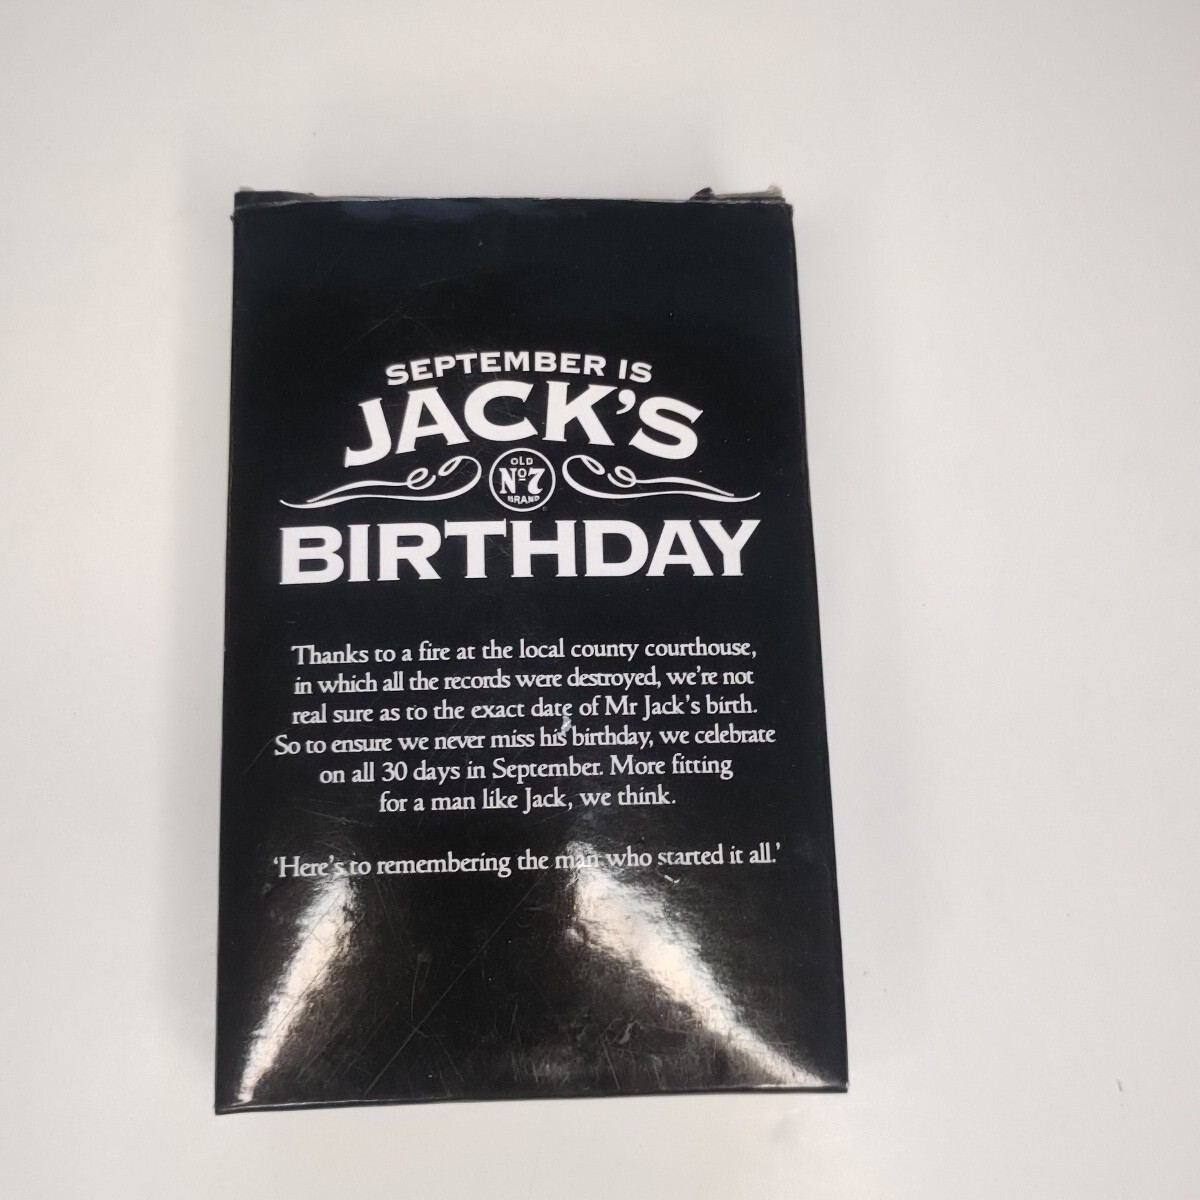 SEPTEMBER IS
JACK'S
OLD
Nº7
BRAND
BIRTHDAY
Thanks to a fire at the local county courthouse,
in which all the records were destroyed, we're not
real sure as to the exact date of Mr Jack's birth.
So to ensure we never miss his birthday, we celebrate
on all 30 days in September. More fitting
for a man like Jack, we think.
'Here's to remembering the man who started it all.'